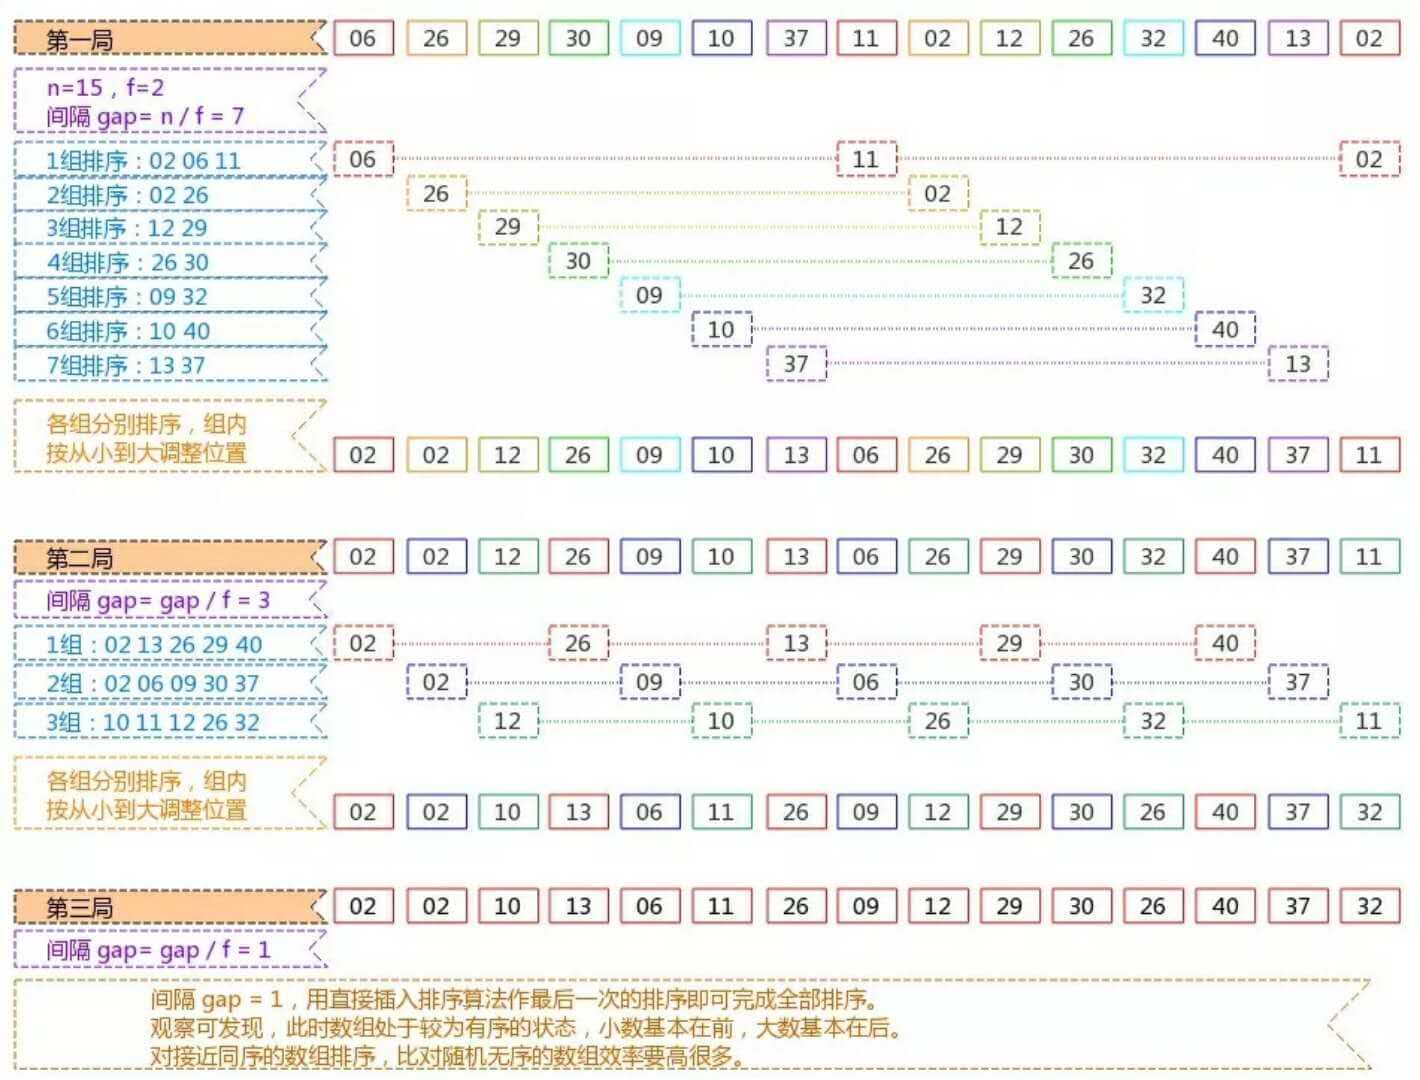 第一局 06 26 29 30 09 10 37 11 02 12 26 32 40 13 02
n=15，f=2
间隔 gap= n / f = 7
1组排序：02 06 11 06 11 02
2组排序：02 26 26 02
3组排序：12 29 29 12
4组排序：26 30 30 26
5组排序：09 32 09 32
6组排序：10 40 10 40
7组排序：13 37 37 13
各组分别排序，组内
按从小到大调整位置 02 02 12 26 09 10 13 06 26 29 30 32 40 37 11
第二局 02 02 12 26 09 10 13 06 26 29 30 32 40 37 11
间隔 gap= gap / f = 3
1组：02 13 26 29 40 02 26 13 29 40
2组：02 06 09 30 37 02 09 06 30 37
3组：10 11 12 26 32 12 10 26 32 11
各组分别排序，组内
按从小到大调整位置 02 02 10 13 06 11 26 09 12 29 30 26 40 37 32
第三局 02 02 10 13 06 11 26 09 12 29 30 26 40 37 32
间隔 gap= gap / f = 1
间隔 gap = 1，用直接插入排序算法作最后一次的排序即可完成全部排序。
观察可发现，此时数组处于较为有序的状态，小数基本在前，大数基本在后。
对接近同序的数组排序，比对随机无序的数组效率要高很多。